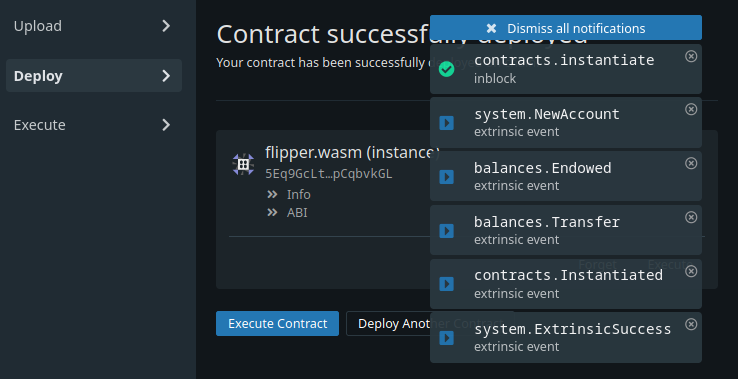 Upload
Deploy
Execute
Contract successfully deployed
Your contract has been successfully
flipper.wasm (instance)
5Eq9GcLt…pCqbvkGL
Info
ABI
Forget
Execute
Execute Contract
Deploy Another Contract
Dismiss all notifications
contracts.instantiate
inblock
system.NewAccount
extrinsic event
balances.Endowed
extrinsic event
balances.Transfer
extrinsic event
contracts.Instantiated
extrinsic event
system.ExtrinsicSuccess
extrinsic event